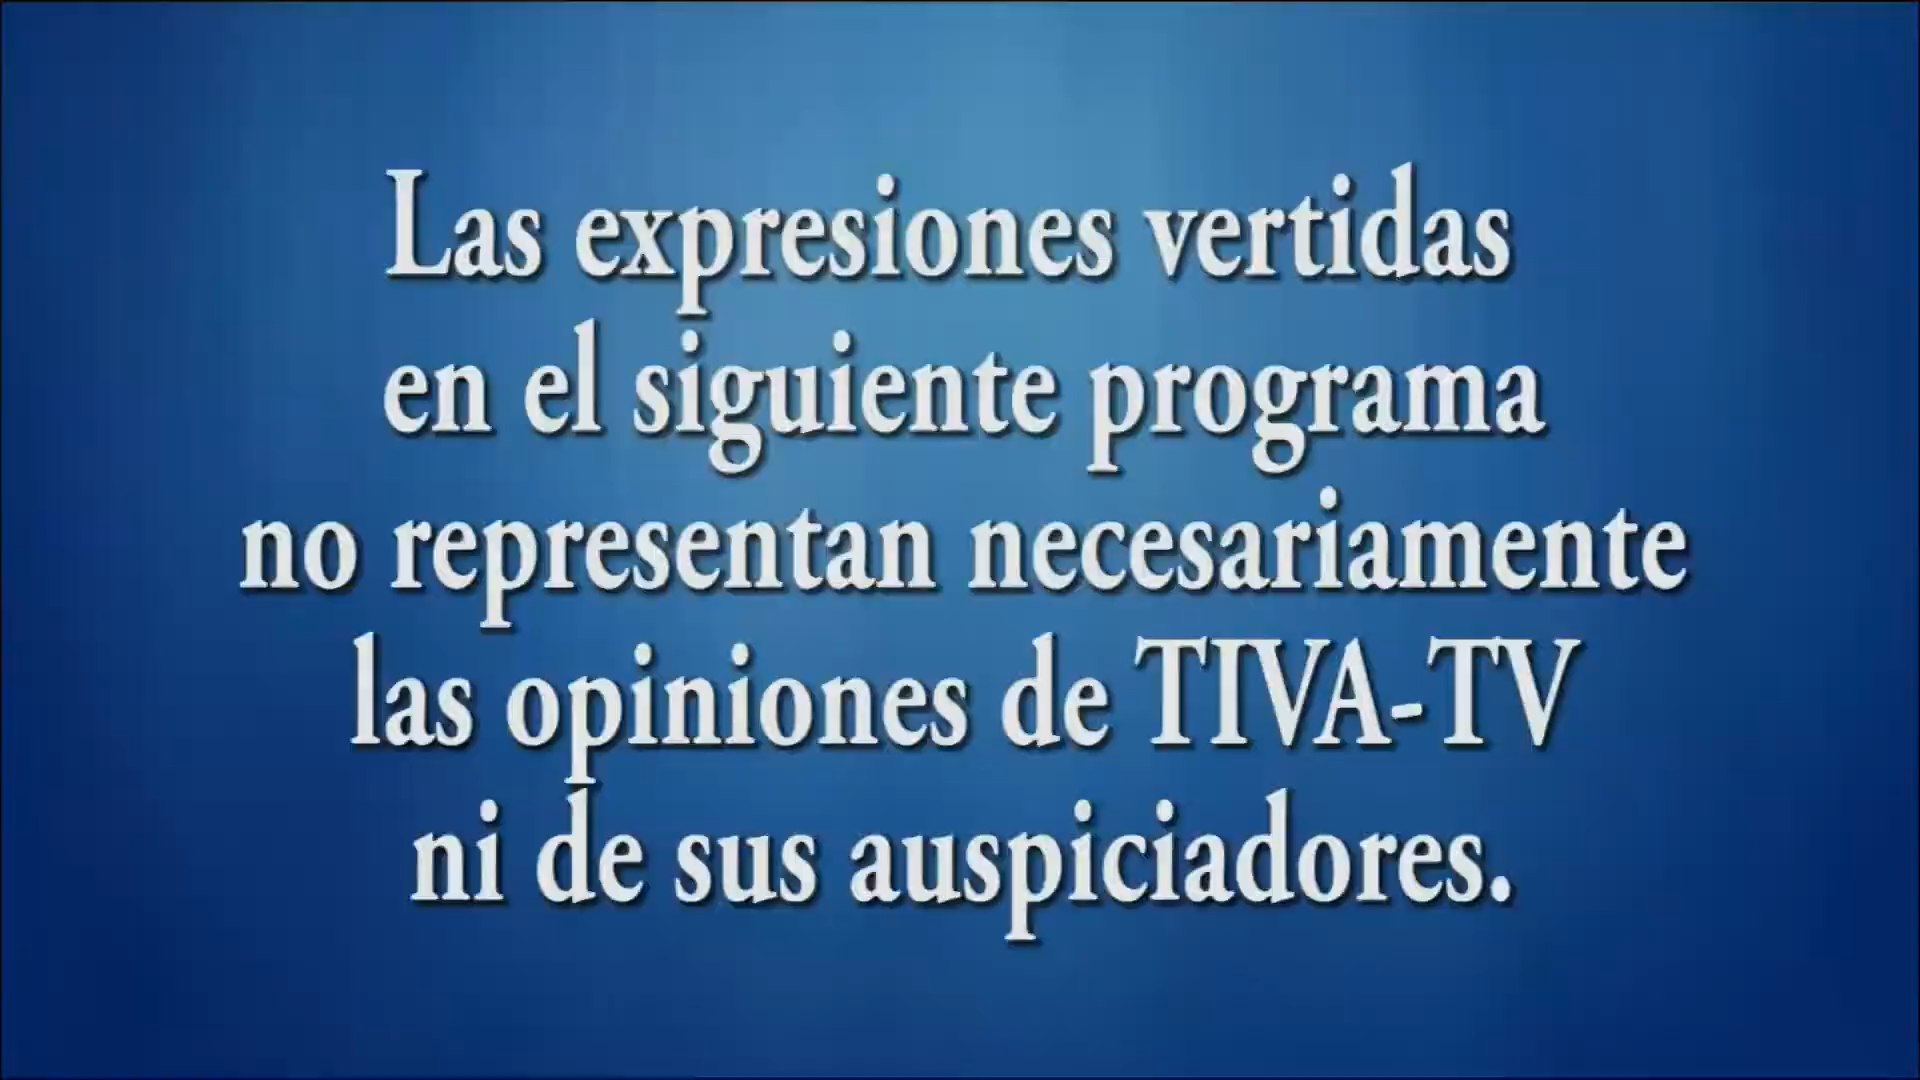 Las expresiones vertidas
en el siguiente programa
no representan necesariamente
las opiniones de TIVA-TV
ni de sus auspiciadores.